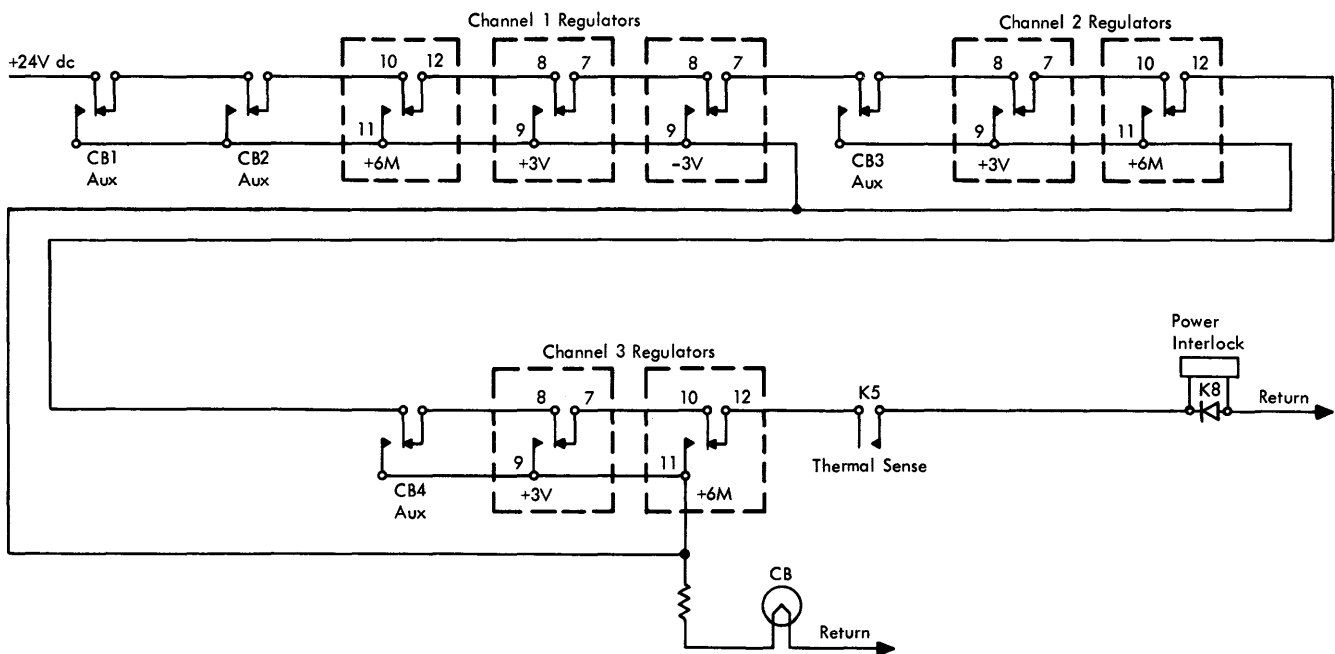 Channel 1 Regulators
Channel 2 Regulators
+24V dc
10 12 8 7 8 7 8 7 10 12
11 9 9 9 11
CB1 Aux
CB2 Aux
+6M
+3V
-3V
CB3 Aux
+3V
+6M
Power
Interlock
Channel 3 Regulators
8 7 10 12
K5
K8
Return
9 11
Thermal Sense
CB4 Aux
+3V
+6M
CB
Return